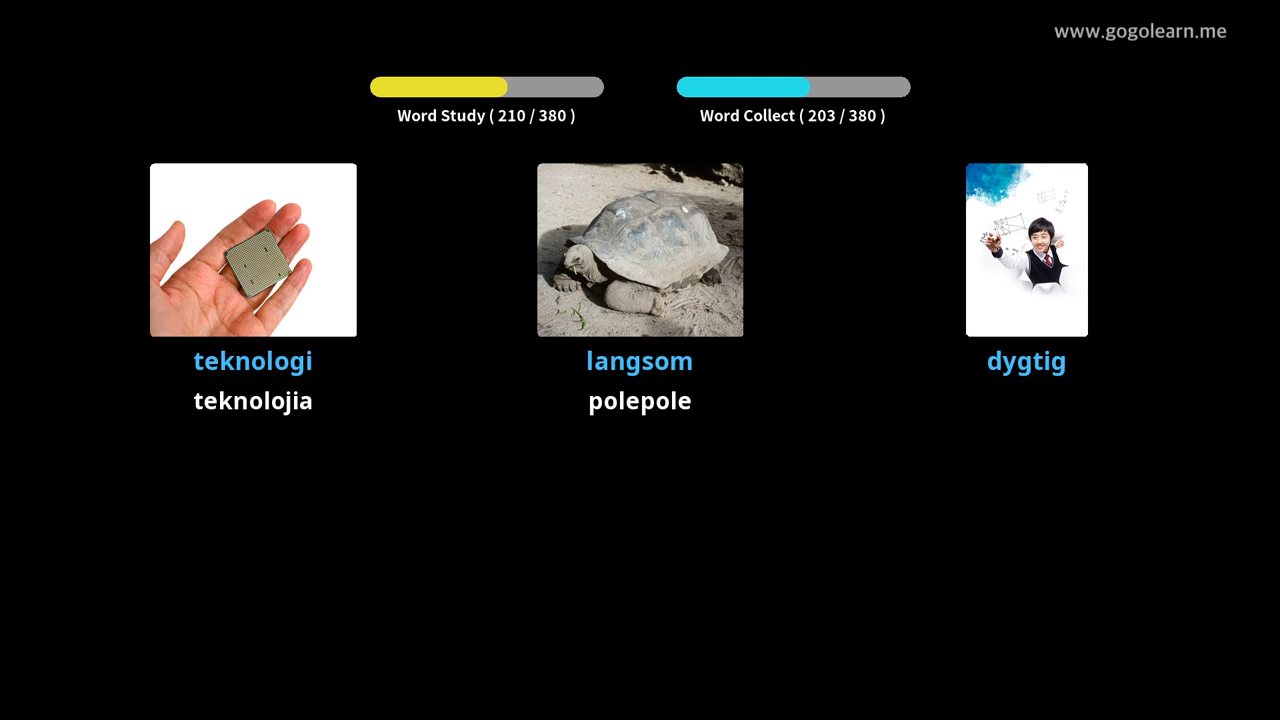 www.gogolearn.me
Word Study ( 210 / 380 )
Word Collect ( 203 / 380 )
teknologi
teknolojia
langsom
polepole
dygtig